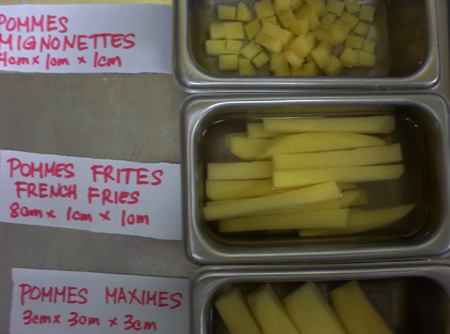 POMMES
MIGNONETTES
4cm x 1cm x 1cm
POMMES FRITES
FRENCH FRIES
8cm x 1cm x 1cm
POMMES MAXIMES
3cm x 3cm x 3cm